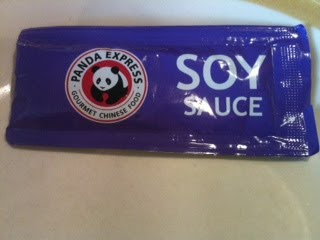 PANDA EXPRESS
GOURMET CHINESE FOOD
SOY
SAUCE